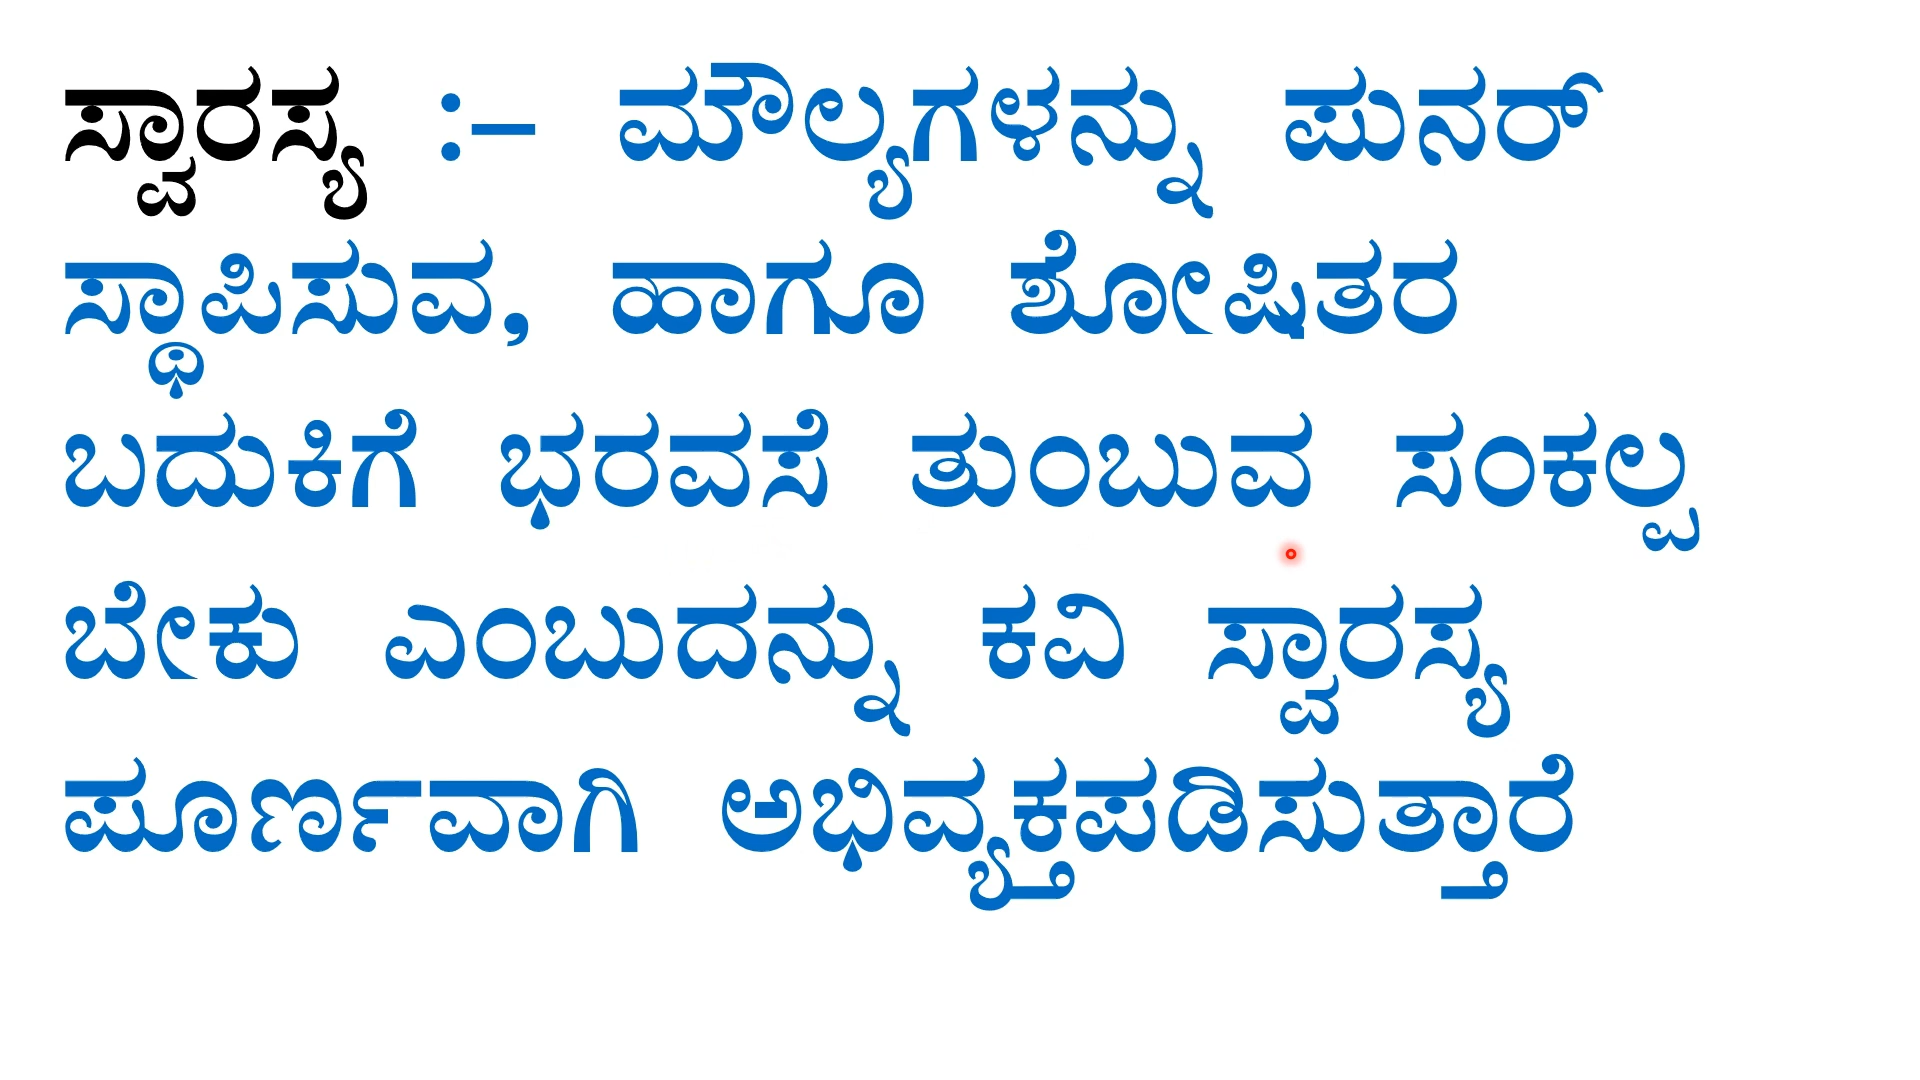 ಸ್ವಾರಸ್ಯ :– ಮೌಲ್ಯಗಳನ್ನು ಪುನರ್
ಸ್ಥಾಪಿಸುವ, ಹಾಗೂ ಶೋಷಿತರ
ಬದುಕಿಗೆ ಭರವಸೆ ತುಂಬುವ ಸಂಕಲ್ಪ
ಬೇಕು ಎಂಬುದನ್ನು ಕವಿ ಸ್ವಾರಸ್ಯ
ಪೂರ್ಣವಾಗಿ ಅಭಿವ್ಯಕ್ತಪಡಿಸುತ್ತಾರೆ